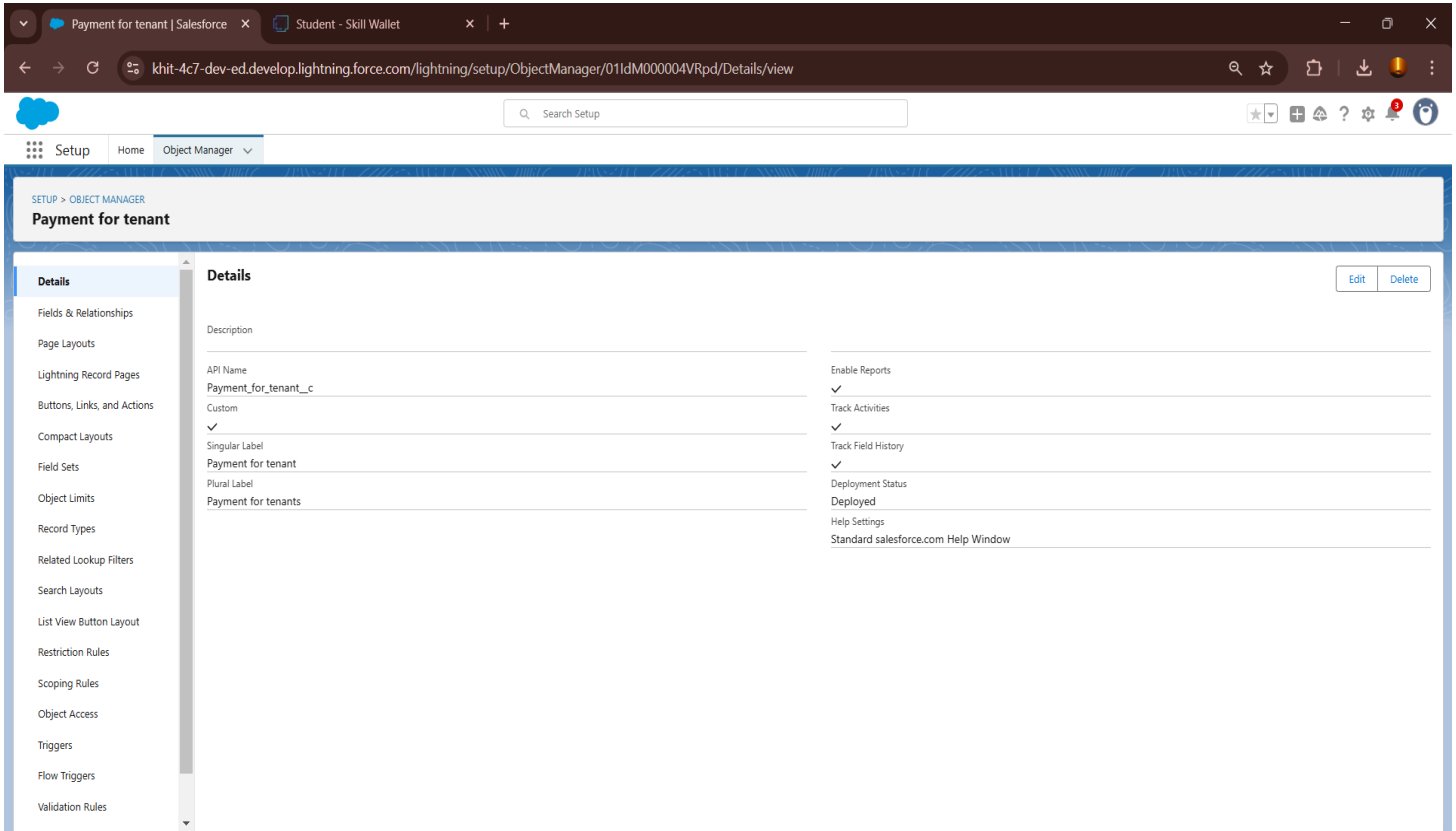 Payment for tenant | Salesforce
Student - Skill Wallet
khit-4c7-dev-ed.develop.lightning.force.com/lightning/setup/ObjectManager/01IdM000004VRpd/Details/view
Search Setup
3
Setup
Home
Object Manager
SETUP > OBJECT MANAGER
Payment for tenant
Details
Fields & Relationships
Page Layouts
Lightning Record Pages
Buttons, Links, and Actions
Compact Layouts
Field Sets
Object Limits
Record Types
Related Lookup Filters
Search Layouts
List View Button Layout
Restriction Rules
Scoping Rules
Object Access
Triggers
Flow Triggers
Validation Rules
Details
Edit
Delete
Description
API Name
Payment_for_tenant__c
Custom
Singular Label
Payment for tenant
Plural Label
Payment for tenants
Enable Reports
Track Activities
Track Field History
Deployment Status
Deployed
Help Settings
Standard salesforce.com Help Window